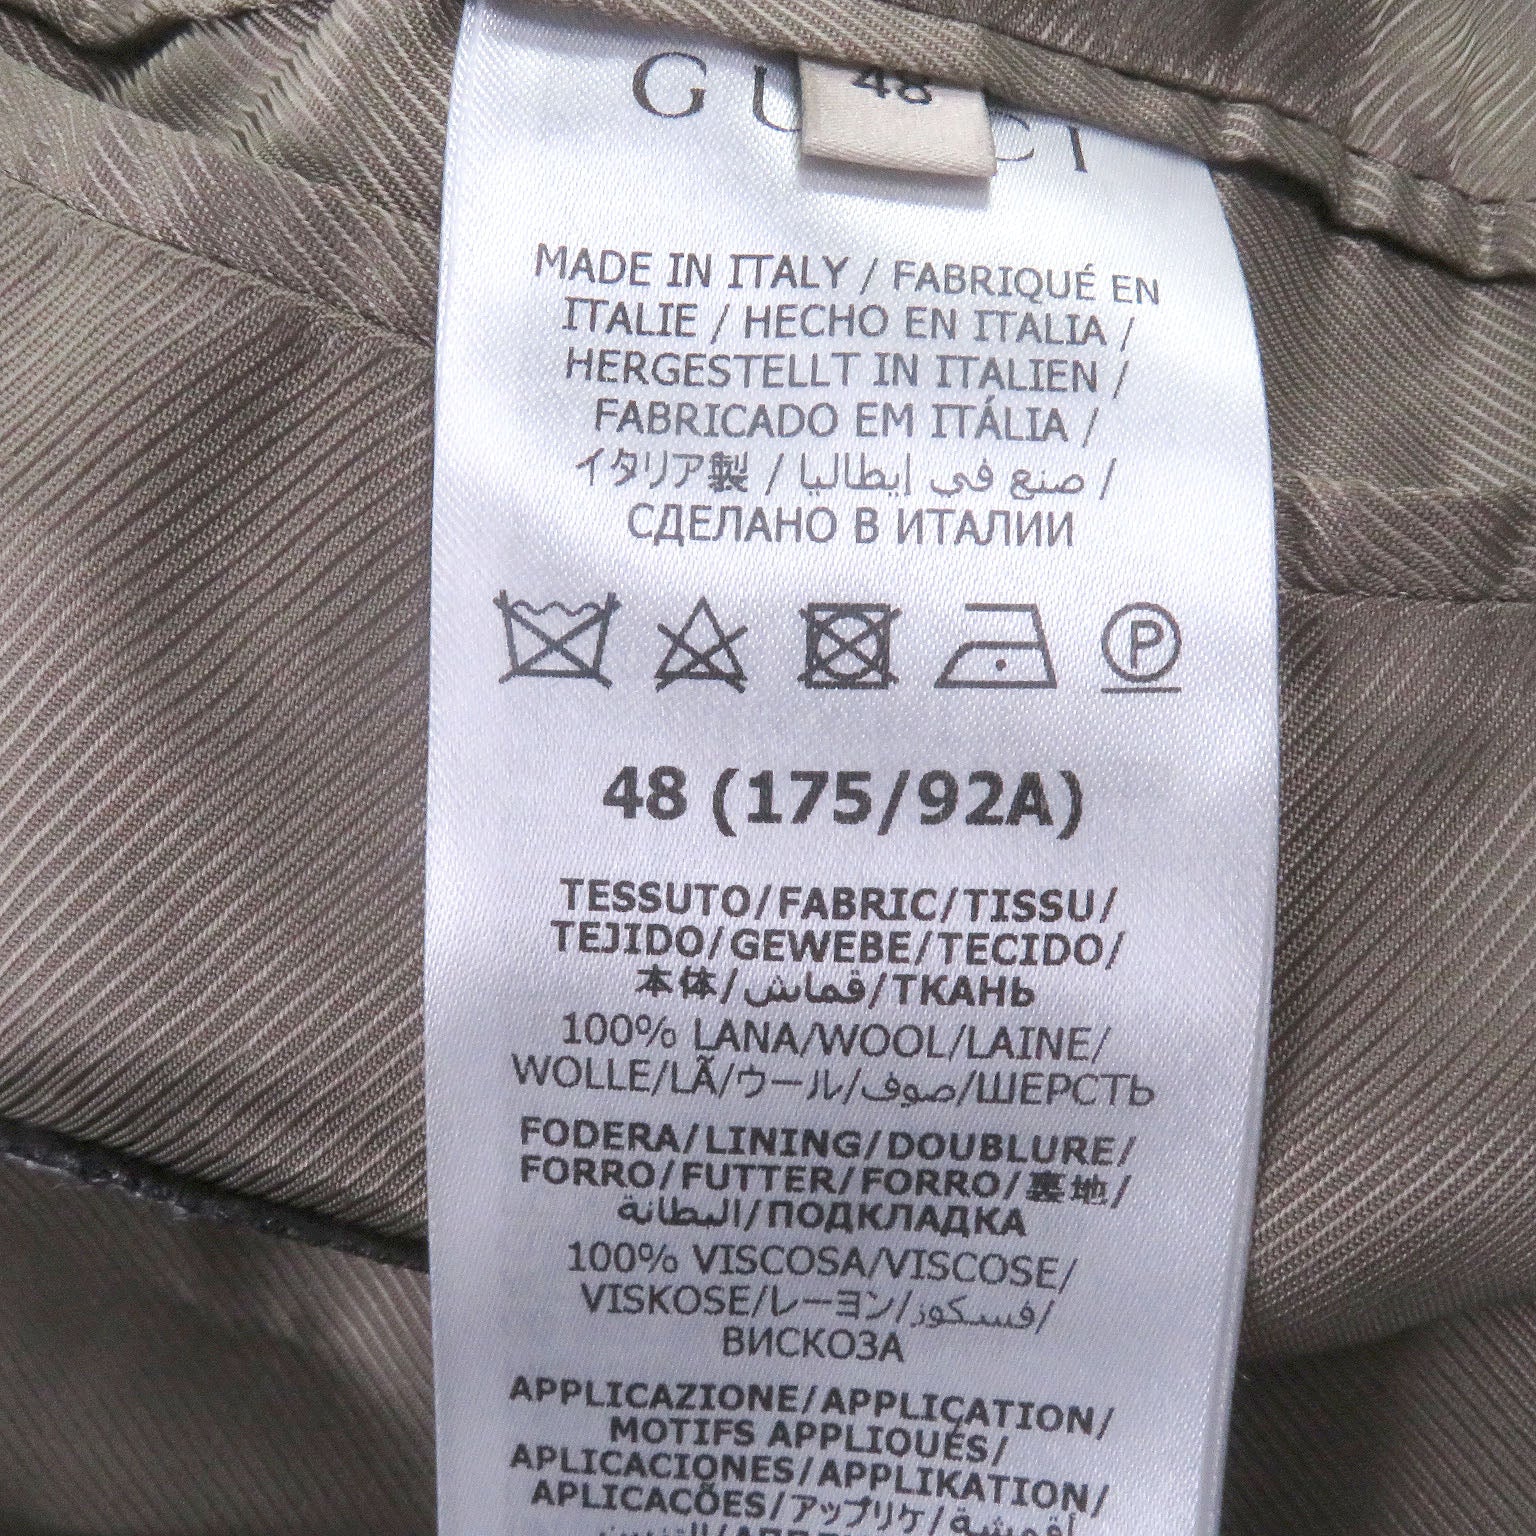 GUCCI
48
MADE IN ITALY / FABRIQUÉ EN
ITALIE / HECHO EN ITALIA /
HERGESTELLT IN ITALIEN /
FABRICADO EM ITÁLIA /
イタリア製 / صنع في إيطاليا /
СДЕЛАНО В ИТАЛИИ
P
48 (175/92A)
TESSUTO/FABRIC/TISSU/
TEJIDO/GEWEBE/TECIDO/
本体/قماش/ТКАНЬ
100% LANA/WOOL/LAINE/
WOLLE/LÃ/ウール/صوف/ШЕРСТЬ
FODERA/LINING/DOUBLURE/
FORRO/FUTTER/FORRO/裏地/
البطانة/ПОДКЛАДКА
100% VISCOSA/VISCOSE/
VISKOSE/レーヨン/فسكوز/
ВИСКОЗА
APPLICAZIONE/APPLICATION/
MOTIFS APPLIQUÉS/
APLICACIONES/APPLIKATION/
APLICACÕES/アップリケ/أقمشة